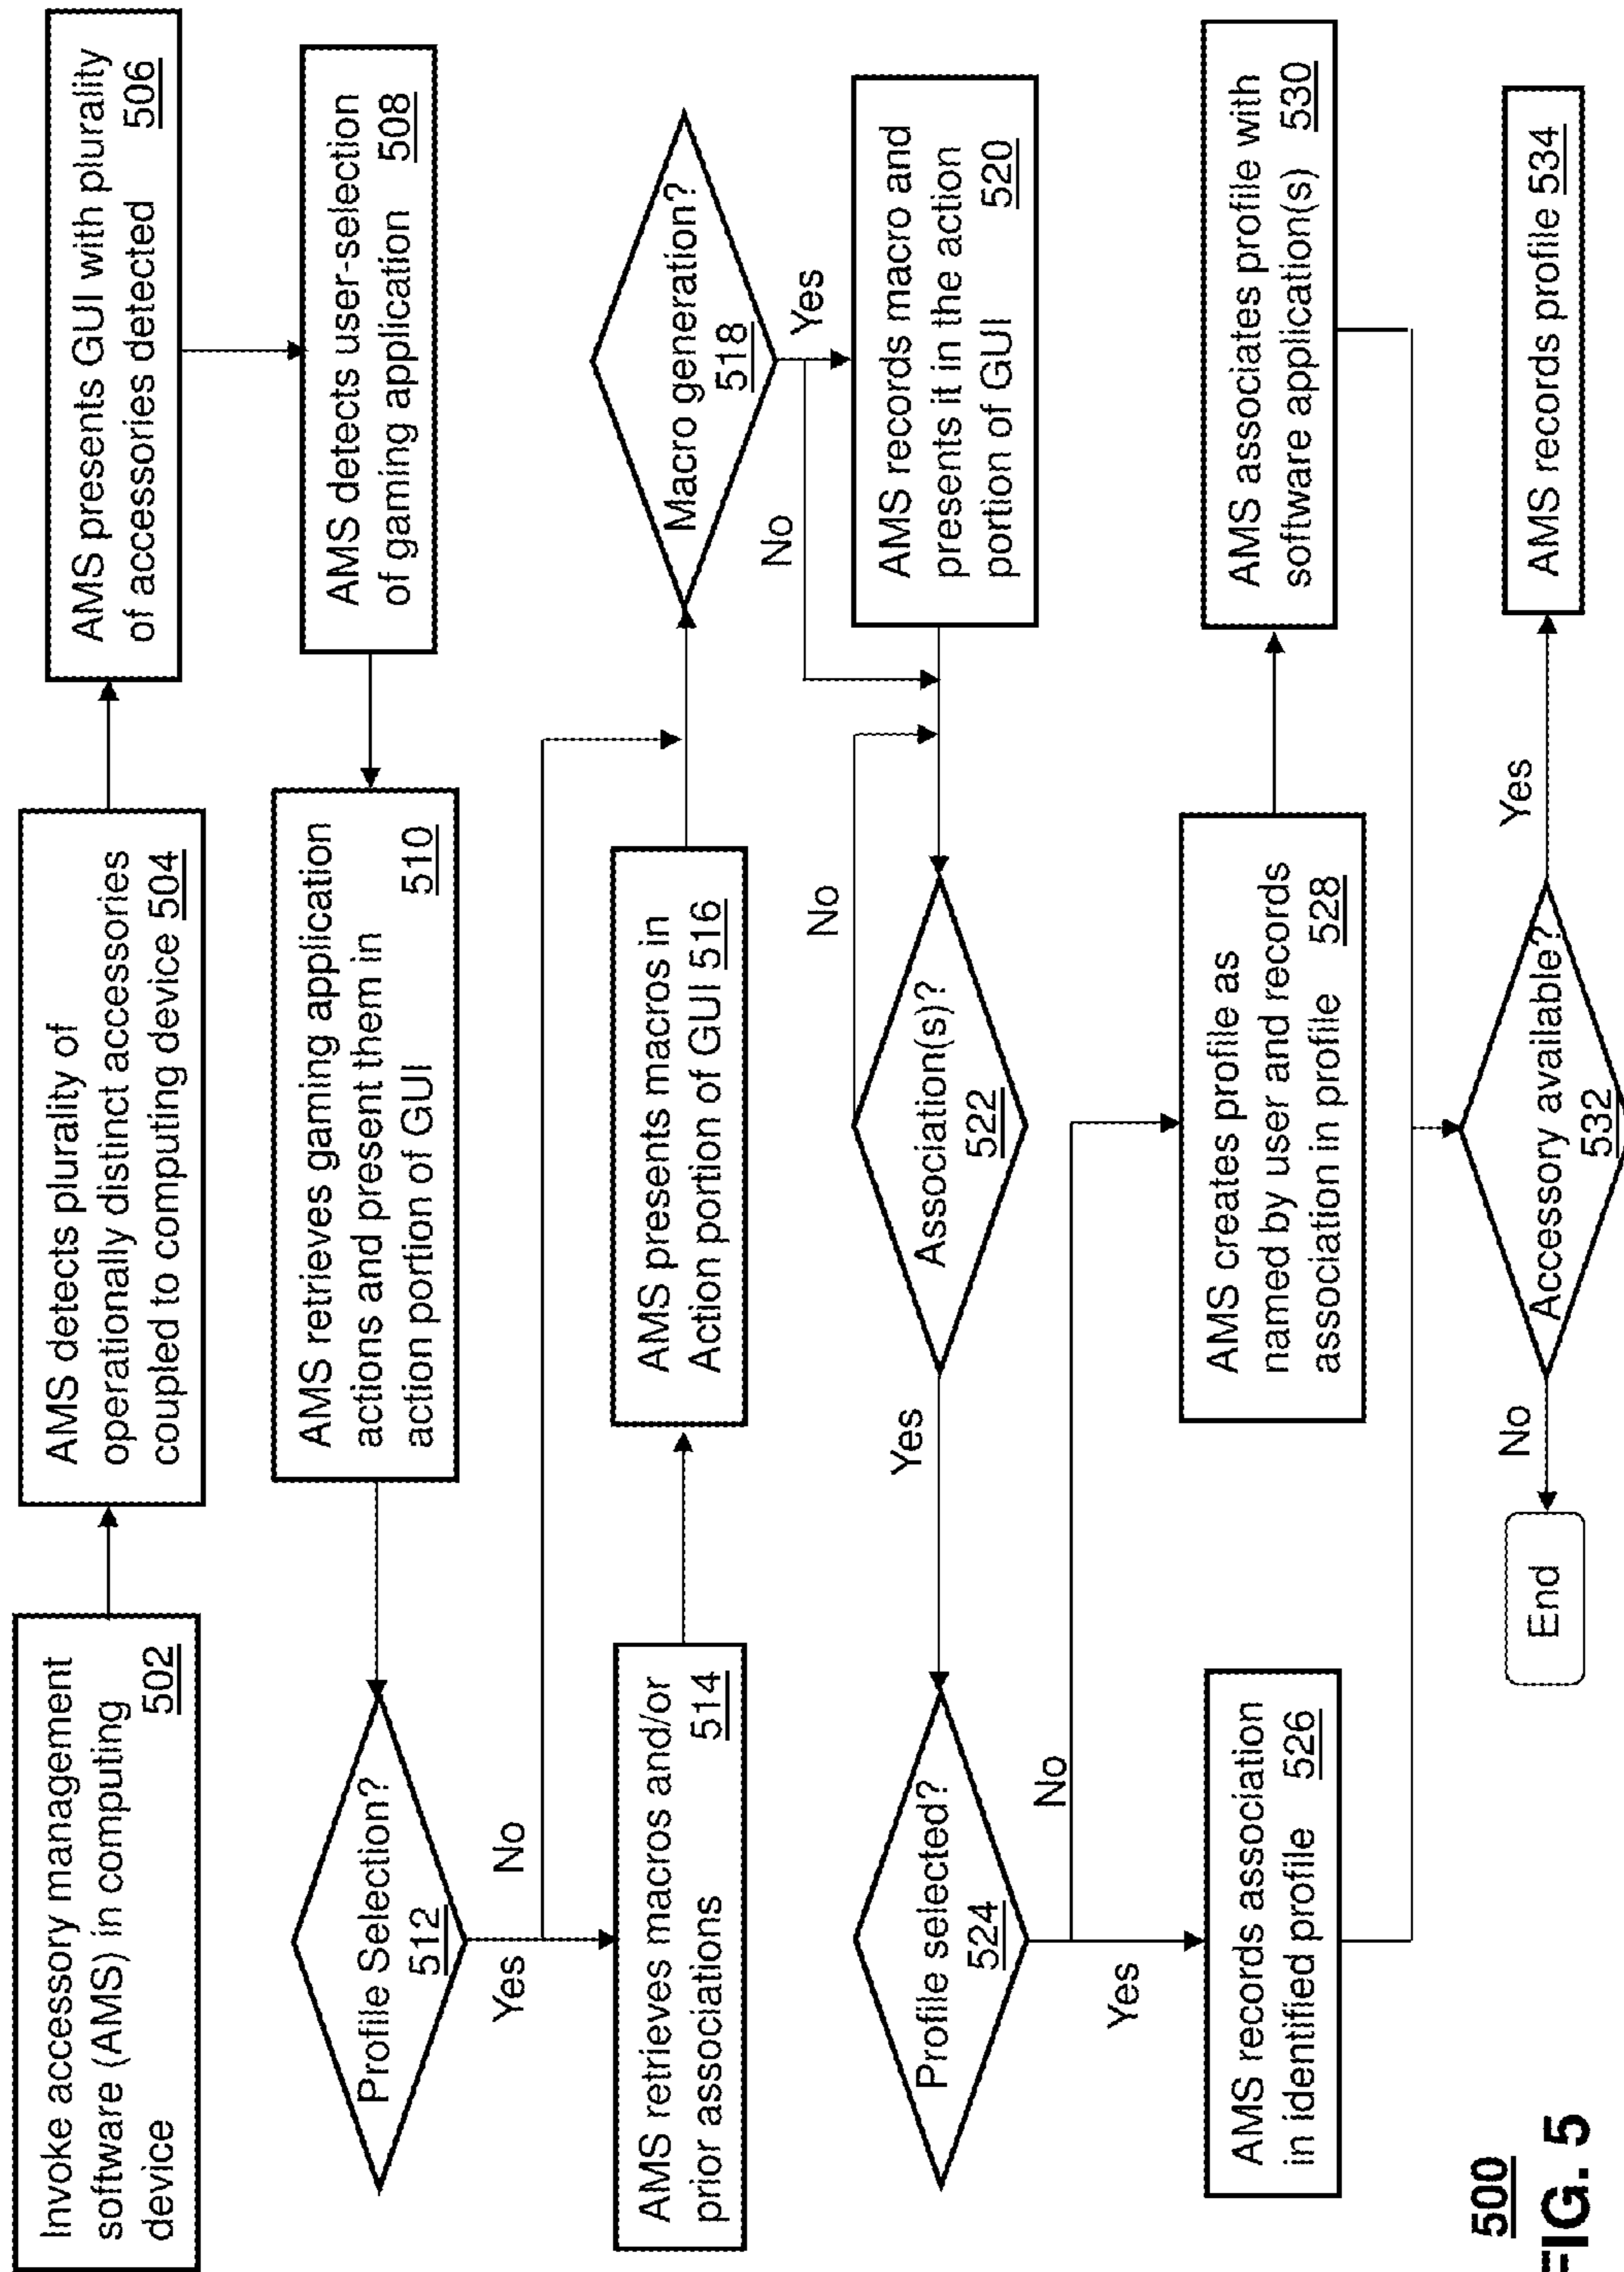 Invoke accessory management
software (AMS) in computing
device 502
AMS detects plurality of
operationally distinct accessories
coupled to computing device 504
AMS presents GUI with plurality
of accessories detected 506
AMS detects user-selection
of gaming application 508
AMS retrieves gaming application
actions and present them in
action portion of GUI 510
Profile Selection?
512
No
Yes
AMS retrieves macros and/or
prior associations 514
AMS presents macros in
Action portion of GUI 516
Macro generation?
518
No
Yes
AMS records macro and
presents it in the action
portion of GUI 520
No
Association(s)?
522
Yes
Profile selected?
524
No
Yes
AMS records association
in identified profile 526
AMS creates profile as
named by user and records
association in profile 528
AMS associates profile with
software application(s) 530
Accessory available?
532
No
End
Yes
AMS records profile 534
500
FIG. 5